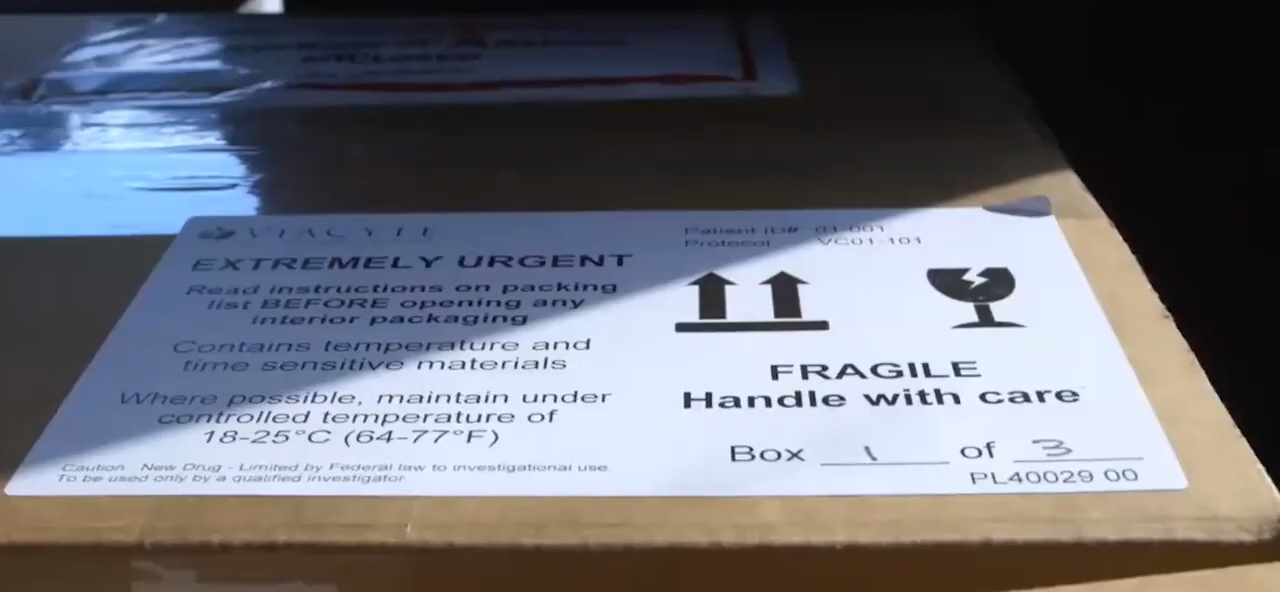 VIACYTE
EXTREMELY URGENT
Read instructions on packing
list BEFORE opening any
interior packaging
Contains temperature and
time sensitive materials
Where possible, maintain under
controlled temperature of
18-25°C (64-77°F)
Caution New Drug - Limited by Federal law to investigational use
To be used only by a qualified investigator
Patient ID# 01-001
Protocol VC01-101
FRAGILE
Handle with care
Box 1 of 3
PL40029 00